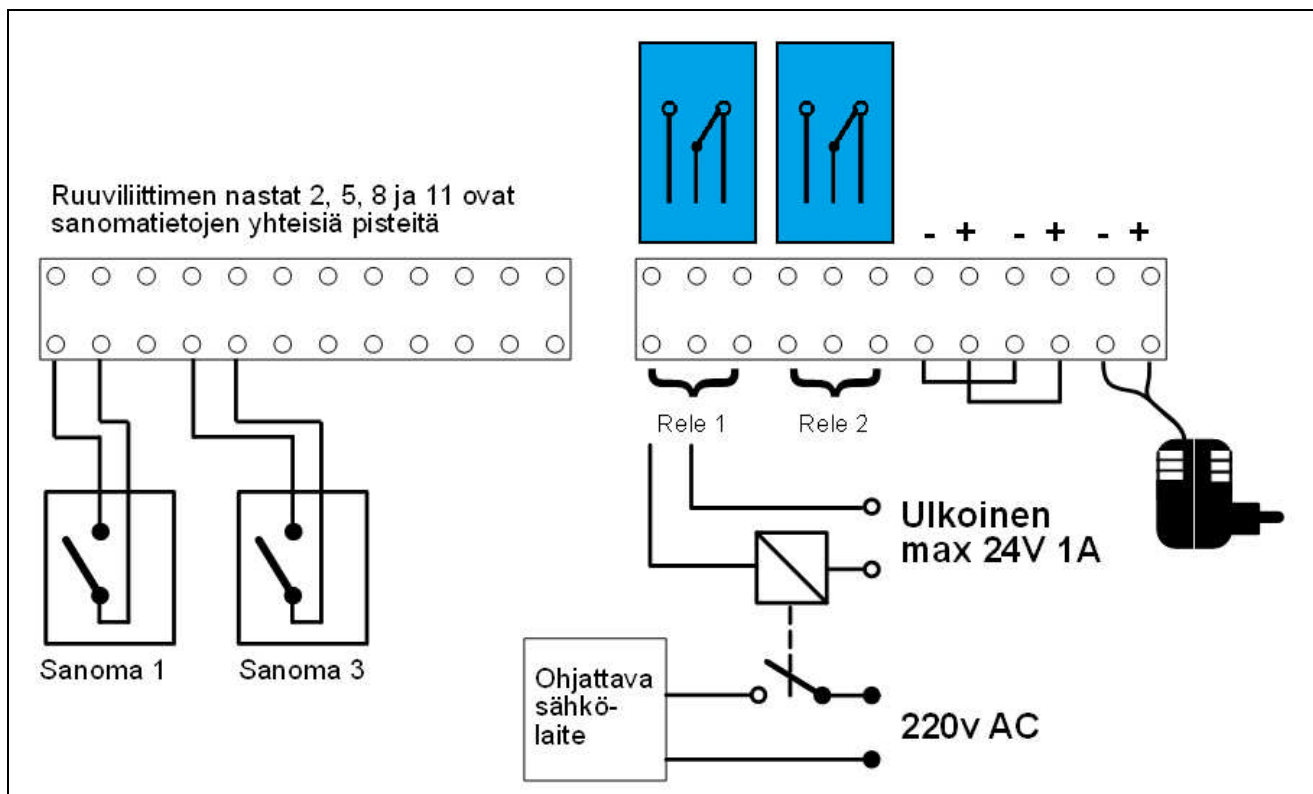 Ruuviliittimen nastat 2, 5, 8 ja 11 ovat
sanomatietojen yhteisiä pisteitä
- + - + - +
Rele 1
Rele 2
Ulkoinen
max 24V 1A
Sanoma 1
Sanoma 3
Ohjattava
sähkö-
laite
220v AC